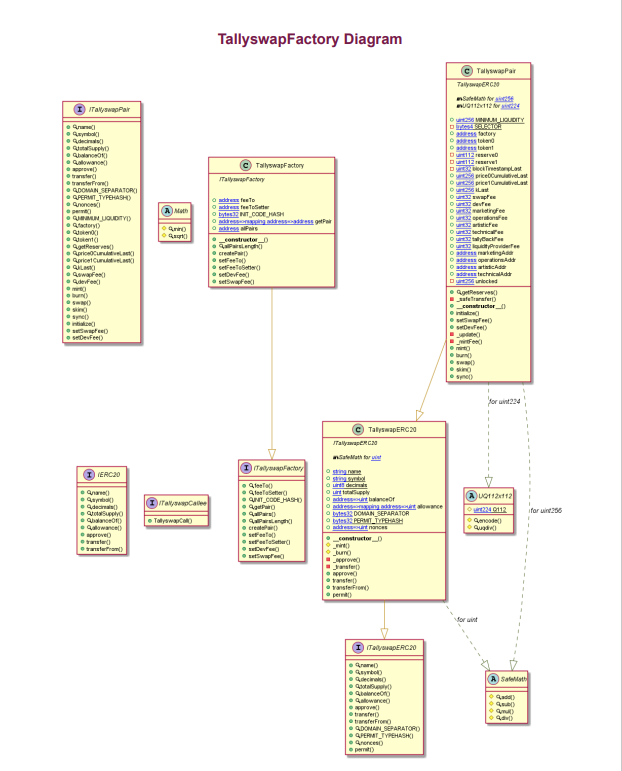 TallyswapFactory Diagram
I ITallyswapPair
name()
symbol()
decimals()
totalSupply()
balanceOf()
allowance()
approve()
transfer()
transferFrom()
DOMAIN_SEPARATOR()
PERMIT_TYPEHASH()
nonces()
permit()
MINIMUM_LIQUIDITY()
factory()
token0()
token1()
getReserves()
price0CumulativeLast()
price1CumulativeLast()
kLast()
swapFee()
devFee()
mint()
burn()
swap()
skim()
sync()
initialize()
setSwapFee()
setDevFee()
A Math
min()
sqrt()
C TallyswapFactory
ITallyswapFactory
address feeTo
address feeToSetter
bytes32 INIT_CODE_HASH
address=>mapping address=>address getPair
address allPairs
__constructor__()
allPairsLength()
createPair()
setFeeTo()
setFeeToSetter()
setDevFee()
setSwapFee()
C TallyswapPair
TallyswapERC20
SafeMath for uint256
UQ112x112 for uint224
uint256 MINIMUM_LIQUIDITY
bytes4 SELECTOR
address factory
address token0
address token1
uint112 reserve0
uint112 reserve1
uint32 blockTimestampLast
uint256 price0CumulativeLast
uint256 price1CumulativeLast
uint256 kLast
uint32 swapFee
uint32 devFee
uint32 marketingFee
uint32 operationsFee
uint32 artisticFee
uint32 technicalFee
uint32 tallyBackFee
uint32 liquidityProviderFee
address marketingAddr
address operationsAddr
address artisticAddr
address technicalAddr
uint256 unlocked
getReserves()
_safeTransfer()
__constructor__()
initialize()
setSwapFee()
setDevFee()
_update()
_mintFee()
mint()
burn()
swap()
skim()
sync()
for uint224
for uint256
C TallyswapERC20
ITallyswapERC20
SafeMath for uint
string name
string symbol
uint8 decimals
uint totalSupply
address=>uint balanceOf
address=>mapping address=>uint allowance
bytes32 DOMAIN_SEPARATOR
bytes32 PERMIT_TYPEHASH
address=>uint nonces
__constructor__()
_mint()
_burn()
_approve()
_transfer()
approve()
transfer()
transferFrom()
permit()
I IERC20
name()
symbol()
decimals()
totalSupply()
balanceOf()
allowance()
approve()
transfer()
transferFrom()
I ITallyswapCallee
TallyswapCall()
I ITallyswapFactory
feeTo()
feeToSetter()
INIT_CODE_HASH()
getPair()
allPairs()
allPairsLength()
createPair()
setFeeTo()
setFeeToSetter()
setDevFee()
setSwapFee()
A UQ112x112
uint224 Q112
encode()
uqdiv()
for uint
I ITallyswapERC20
name()
symbol()
decimals()
totalSupply()
balanceOf()
allowance()
approve()
transfer()
transferFrom()
DOMAIN_SEPARATOR()
PERMIT_TYPEHASH()
nonces()
permit()
A SafeMath
add()
sub()
mul()
div()